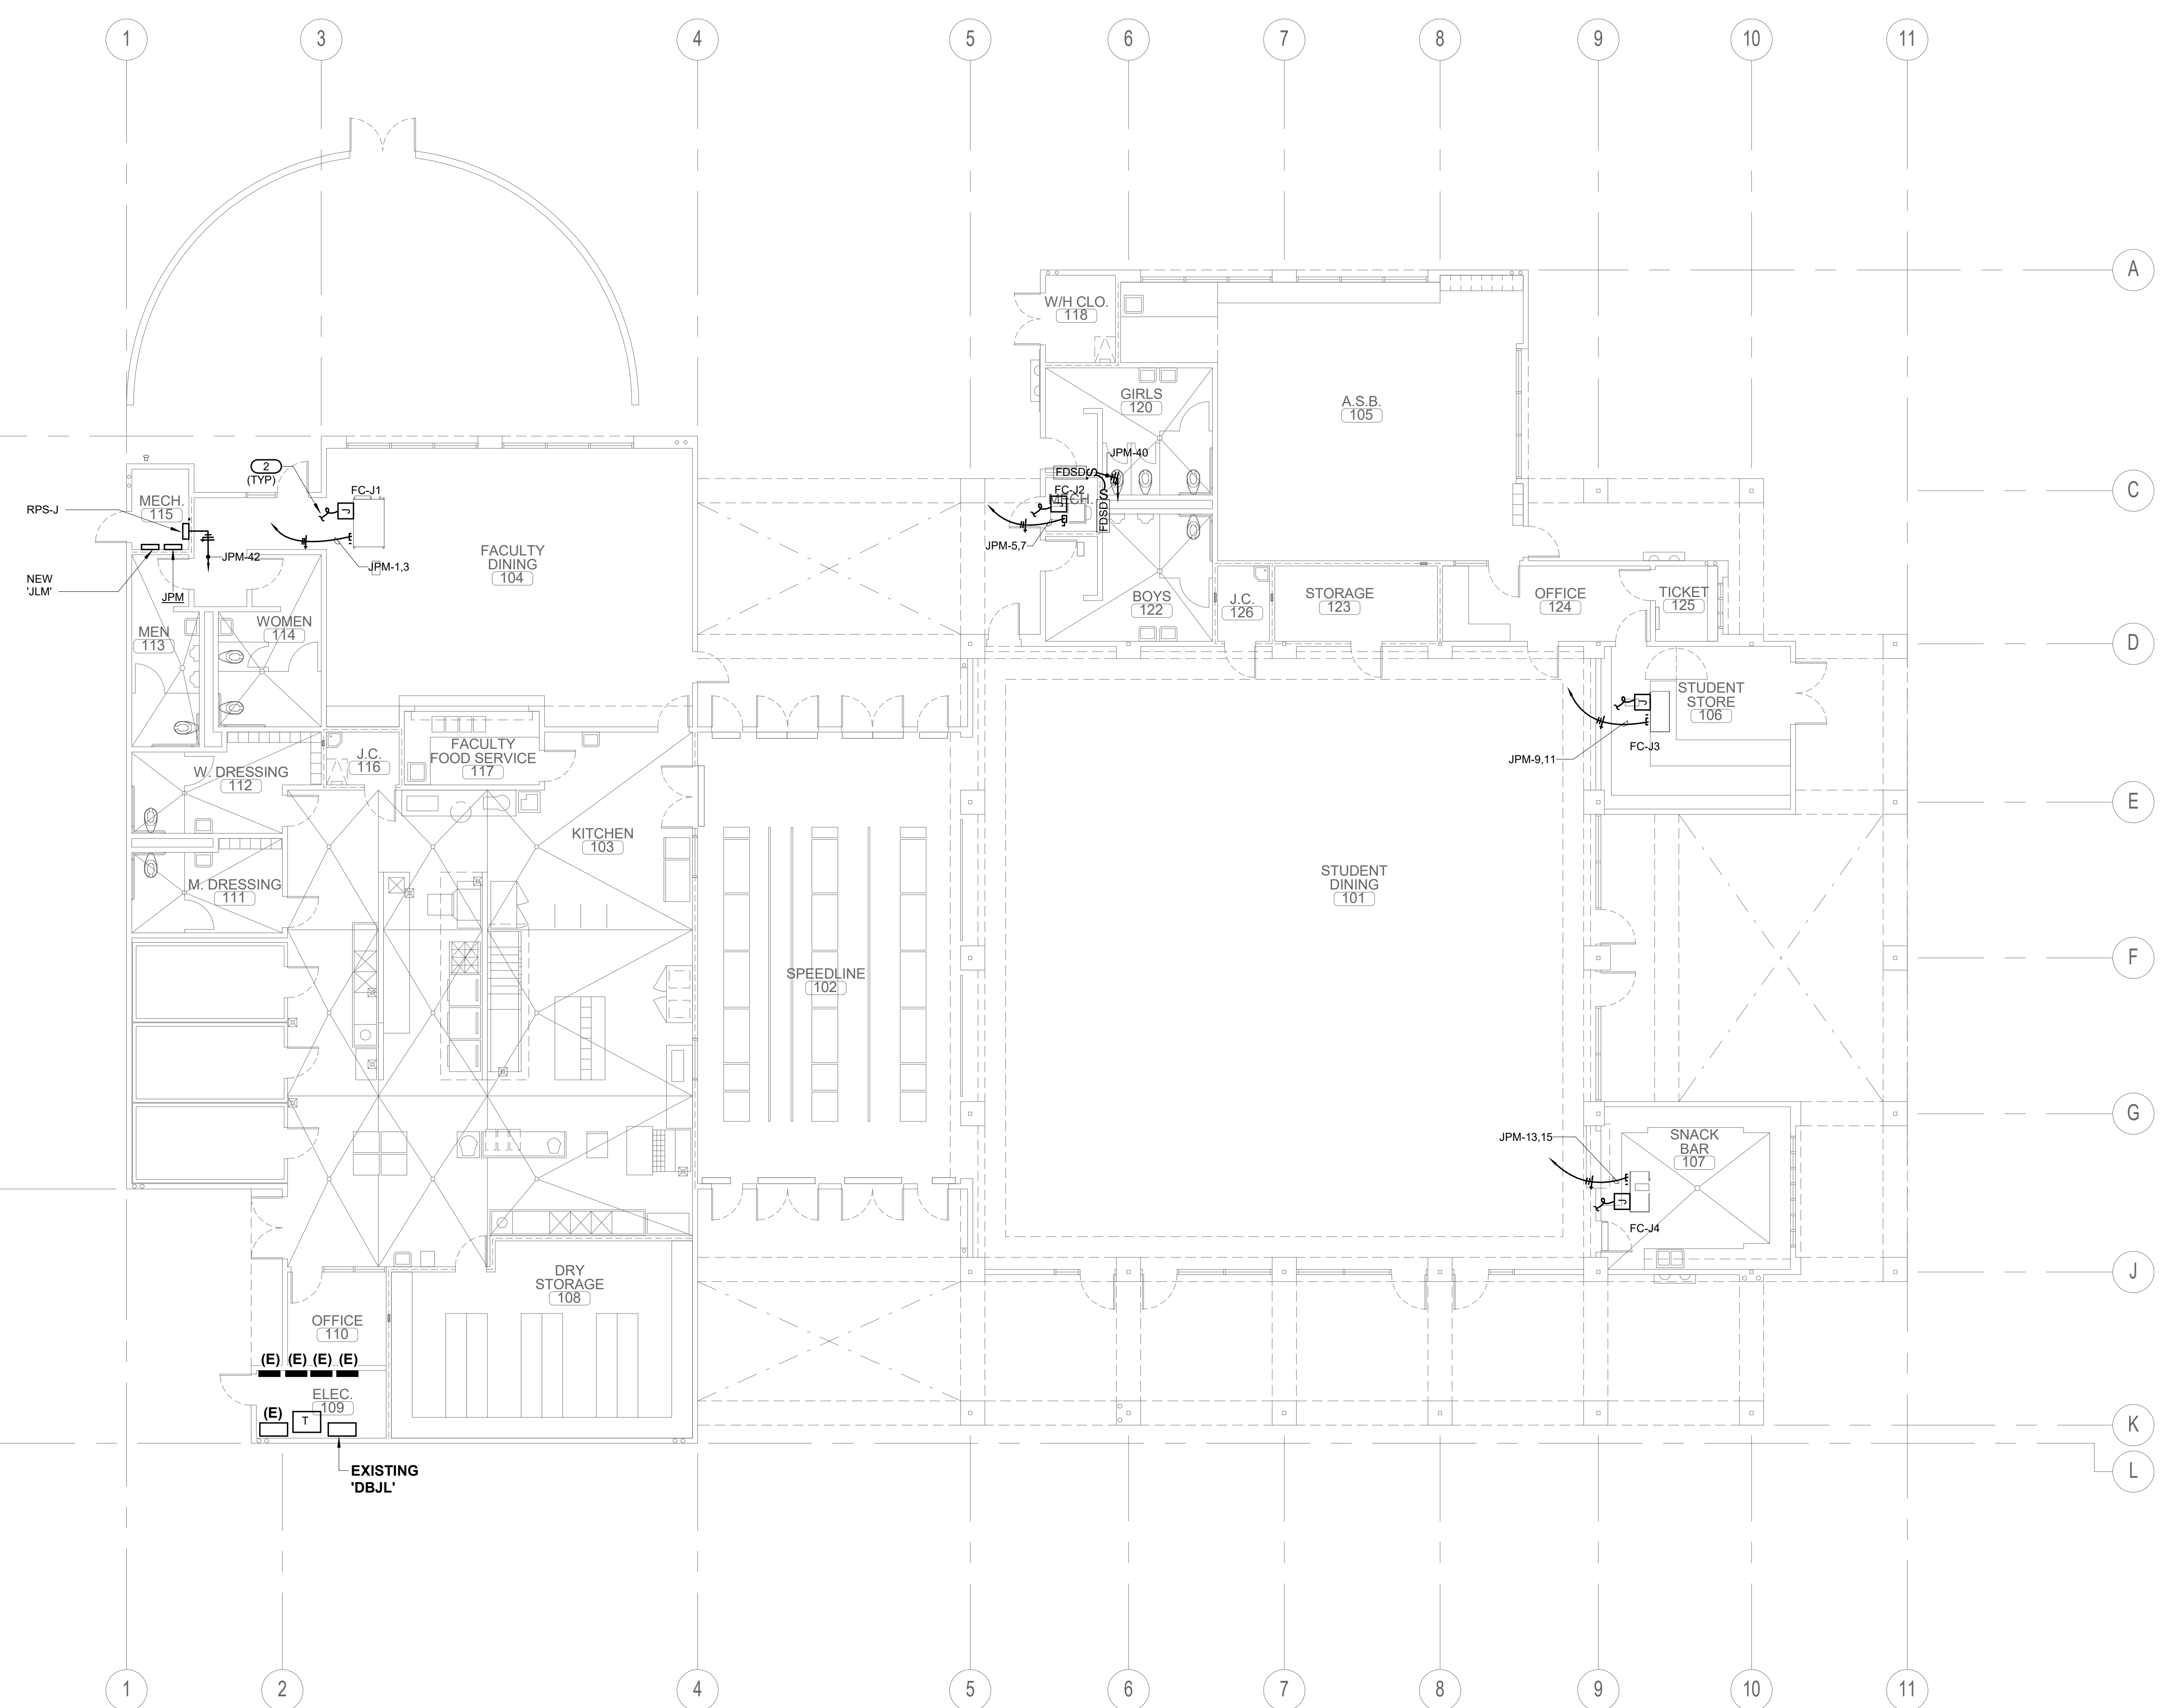 1
3
4
5
6
7
8
9
10
11
A
W/H CLO.
118
GIRLS
120
A.S.B.
105
JPM-40
2
(TYP)
FDSD
S
FC-J1
FC-J2
MECH.
115
MECH.
J
J
S
FDSD
C
RPS-J
JPM-42
JPM-1,3
JPM-5,7
FACULTY
DINING
104
NEW
'JLM'
JPM
BOYS
122
J.C.
126
STORAGE
123
OFFICE
124
TICKET
125
WOMEN
114
MEN
113
D
STUDENT
STORE
106
J
FC-J3
JPM-9,11
FACULTY
FOOD SERVICE
117
J.C.
116
W. DRESSING
112
E
KITCHEN
103
STUDENT
DINING
101
M. DRESSING
111
F
SPEEDLINE
102
G
JPM-13,15
SNACK
BAR
107
J
FC-J4
DRY
STORAGE
108
J
OFFICE
110
(E) (E) (E) (E)
ELEC.
109
(E)
T
K
EXISTING
'DBJL'
L
1
2
4
5
6
7
8
9
10
11